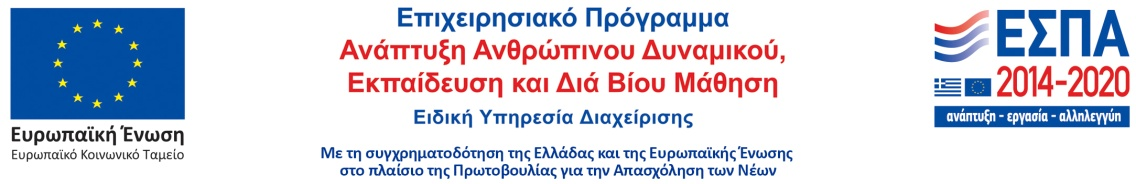 Ευρωπαϊκή Ένωση
Ευρωπαϊκό Κοινωνικό Ταμείο
Επιχειρησιακό Πρόγραμμα
Ανάπτυξη Ανθρώπινου Δυναμικού,
Εκπαίδευση και Διά Βίου Μάθηση
Ειδική Υπηρεσία Διαχείρισης
Με τη συγχρηματοδότηση της Ελλάδας και της Ευρωπαϊκής Ένωσης
στο πλαίσιο της Πρωτοβουλίας για την Απασχόληση των Νέων
ΕΣΠΑ
2014-2020
ανάπτυξη - εργασία - αλληλεγγύη